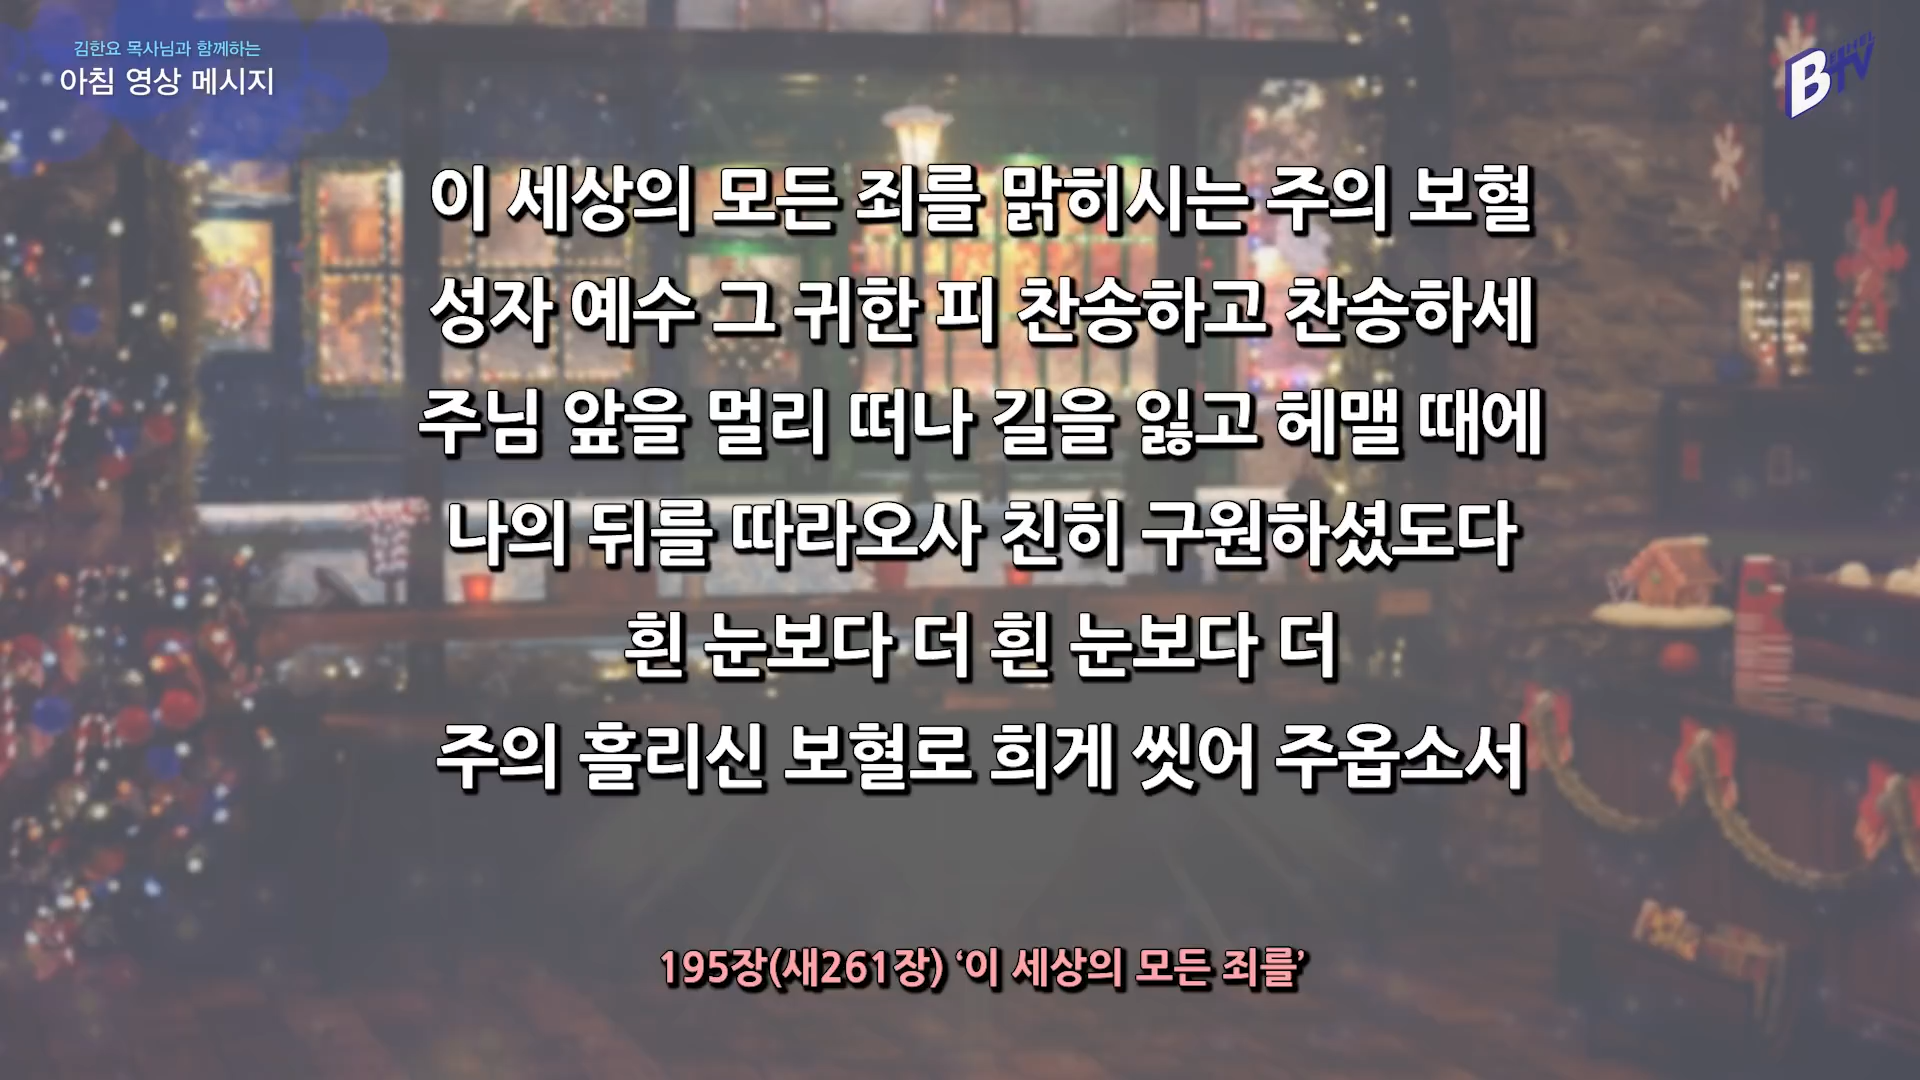 김한요 목사님과 함께하는
아침 영상 메시지
BETHEL
BTV
이 세상의 모든 죄를 맑히시는 주의 보혈
성자 예수 그 귀한 피 찬송하고 찬송하세
주님 앞을 멀리 떠나 길을 잃고 헤맬 때에
나의 뒤를 따라오사 친히 구원하셨도다
흰 눈보다 더 흰 눈보다 더
주의 흘리신 보혈로 희게 씻어 주옵소서
195장(새261장) ‘이 세상의 모든 죄를’